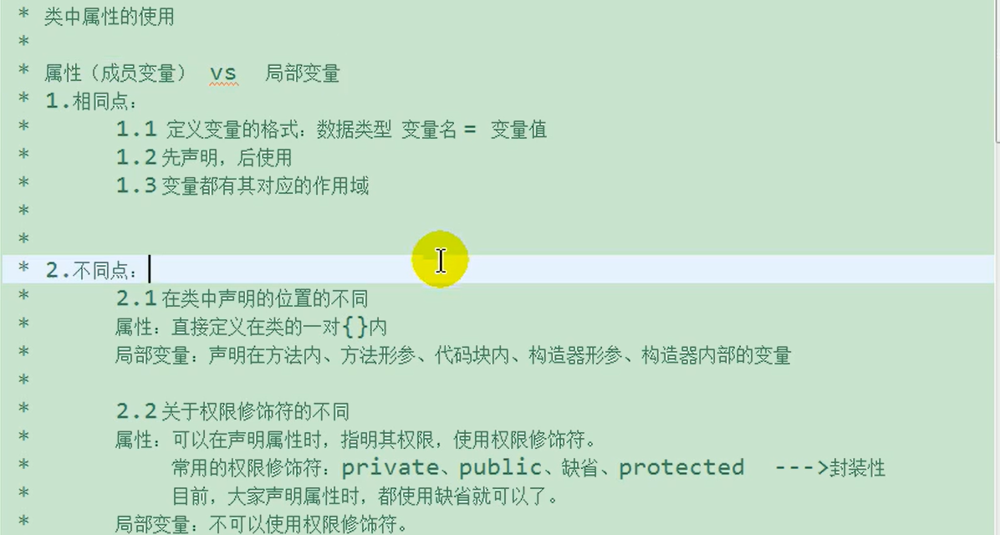 * 类中属性的使用
*
* 属性（成员变量） vs 局部变量
* 1.相同点：
* 1.1 定义变量的格式：数据类型 变量名 = 变量值
* 1.2 先声明，后使用
* 1.3 变量都有其对应的作用域
*
*
* 2.不同点：
* 2.1 在类中声明的位置的不同
* 属性：直接定义在类的一对{}内
* 局部变量：声明在方法内、方法形参、代码块内、构造器形参、构造器内部的变量
*
* 2.2 关于权限修饰符的不同
* 属性：可以在声明属性时，指明其权限，使用权限修饰符。
* 常用的权限修饰符：private、public、缺省、protected --->封装性
* 目前，大家声明属性时，都使用缺省就可以了。
* 局部变量：不可以使用权限修饰符。